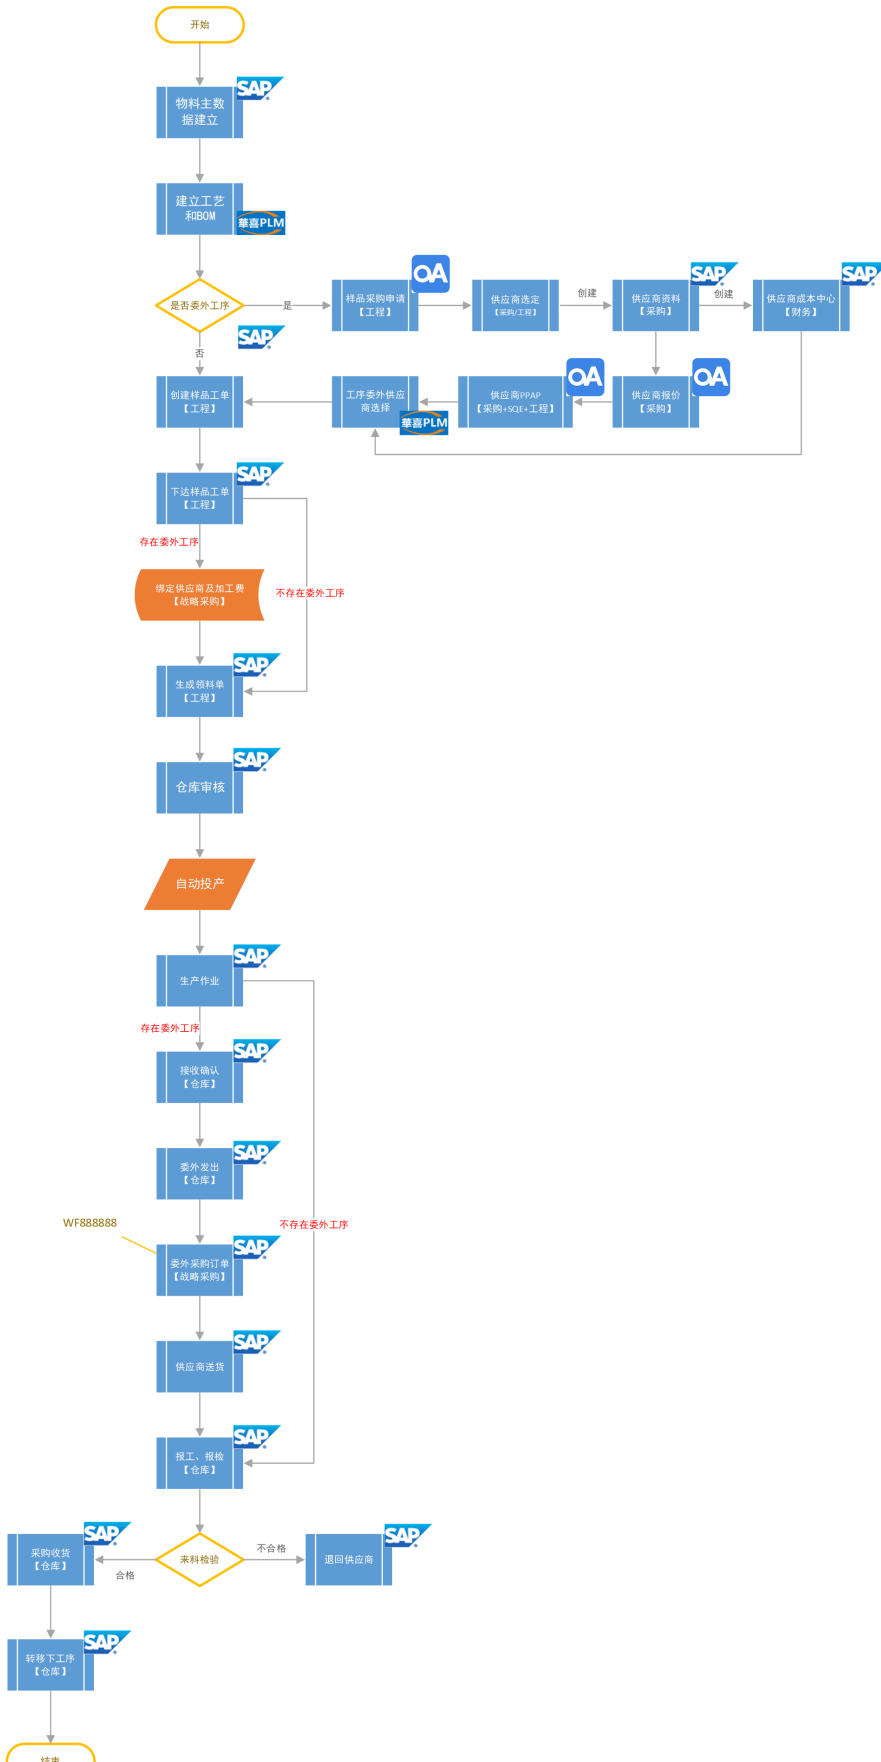 开始
SAP
物料主数
据建立
建立工艺
和BOM
華喜PLM
是否委外工序
是
SAP
样品采购申请
【工程】
OA
供应商选定
【采购/工程】
创建
供应商资料
【采购】
SAP
创建
供应商成本中心
【财务】
SAP
否
创建样品工单
【工程】
工序委外供应
商选择
華喜PLM
供应商PPAP
【采购+SQE+工程】
OA
供应商报价
【采购】
OA
下达样品工单
【工程】
SAP
存在委外工序
不存在委外工序
绑定供应商及加工费
【战略采购】
生成领料单
【工程】
SAP
仓库审核
SAP
自动投产
生产作业
SAP
存在委外工序
接收确认
【仓库】
SAP
委外发出
【仓库】
SAP
WF888888
不存在委外工序
委外采购订单
【战略采购】
SAP
供应商送货
SAP
报工、报检
【仓库】
SAP
采购收货
【仓库】
SAP
合格
来料检验
不合格
退回供应商
SAP
转移下工序
【仓库】
SAP
结束